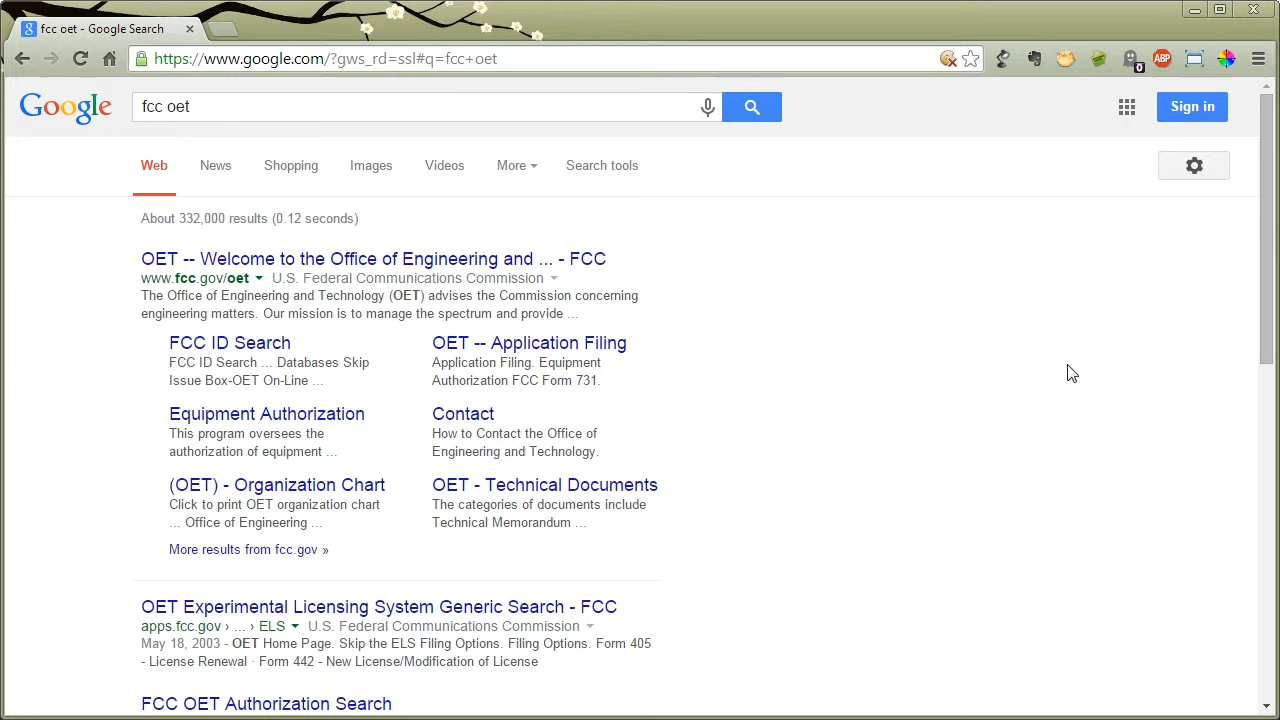 fcc oet - Google Search
https://www.google.com/?gws_rd=ssl#q=fcc+oet
0
ABP
Google
fcc oet
Sign in
Web News Shopping Images Videos More Search tools
About 332,000 results (0.12 seconds)
OET -- Welcome to the Office of Engineering and ... - FCC
www.fcc.gov/oet U.S. Federal Communications Commission
The Office of Engineering and Technology (OET) advises the Commission concerning
engineering matters. Our mission is to manage the spectrum and provide ...
FCC ID Search
FCC ID Search ... Databases Skip
Issue Box-OET On-Line ...
OET -- Application Filing
Application Filing. Equipment
Authorization FCC Form 731.
Equipment Authorization
This program oversees the
authorization of equipment ...
Contact
How to Contact the Office of
Engineering and Technology.
(OET) - Organization Chart
Click to print OET organization chart
... Office of Engineering ...
OET - Technical Documents
The categories of documents include
Technical Memorandum ...
More results from fcc.gov »
OET Experimental Licensing System Generic Search - FCC
apps.fcc.gov › ... › ELS U.S. Federal Communications Commission
May 18, 2003 - OET Home Page. Skip the ELS Filing Options. Filing Options. Form 405
- License Renewal · Form 442 - New License/Modification of License
FCC OET Authorization Search